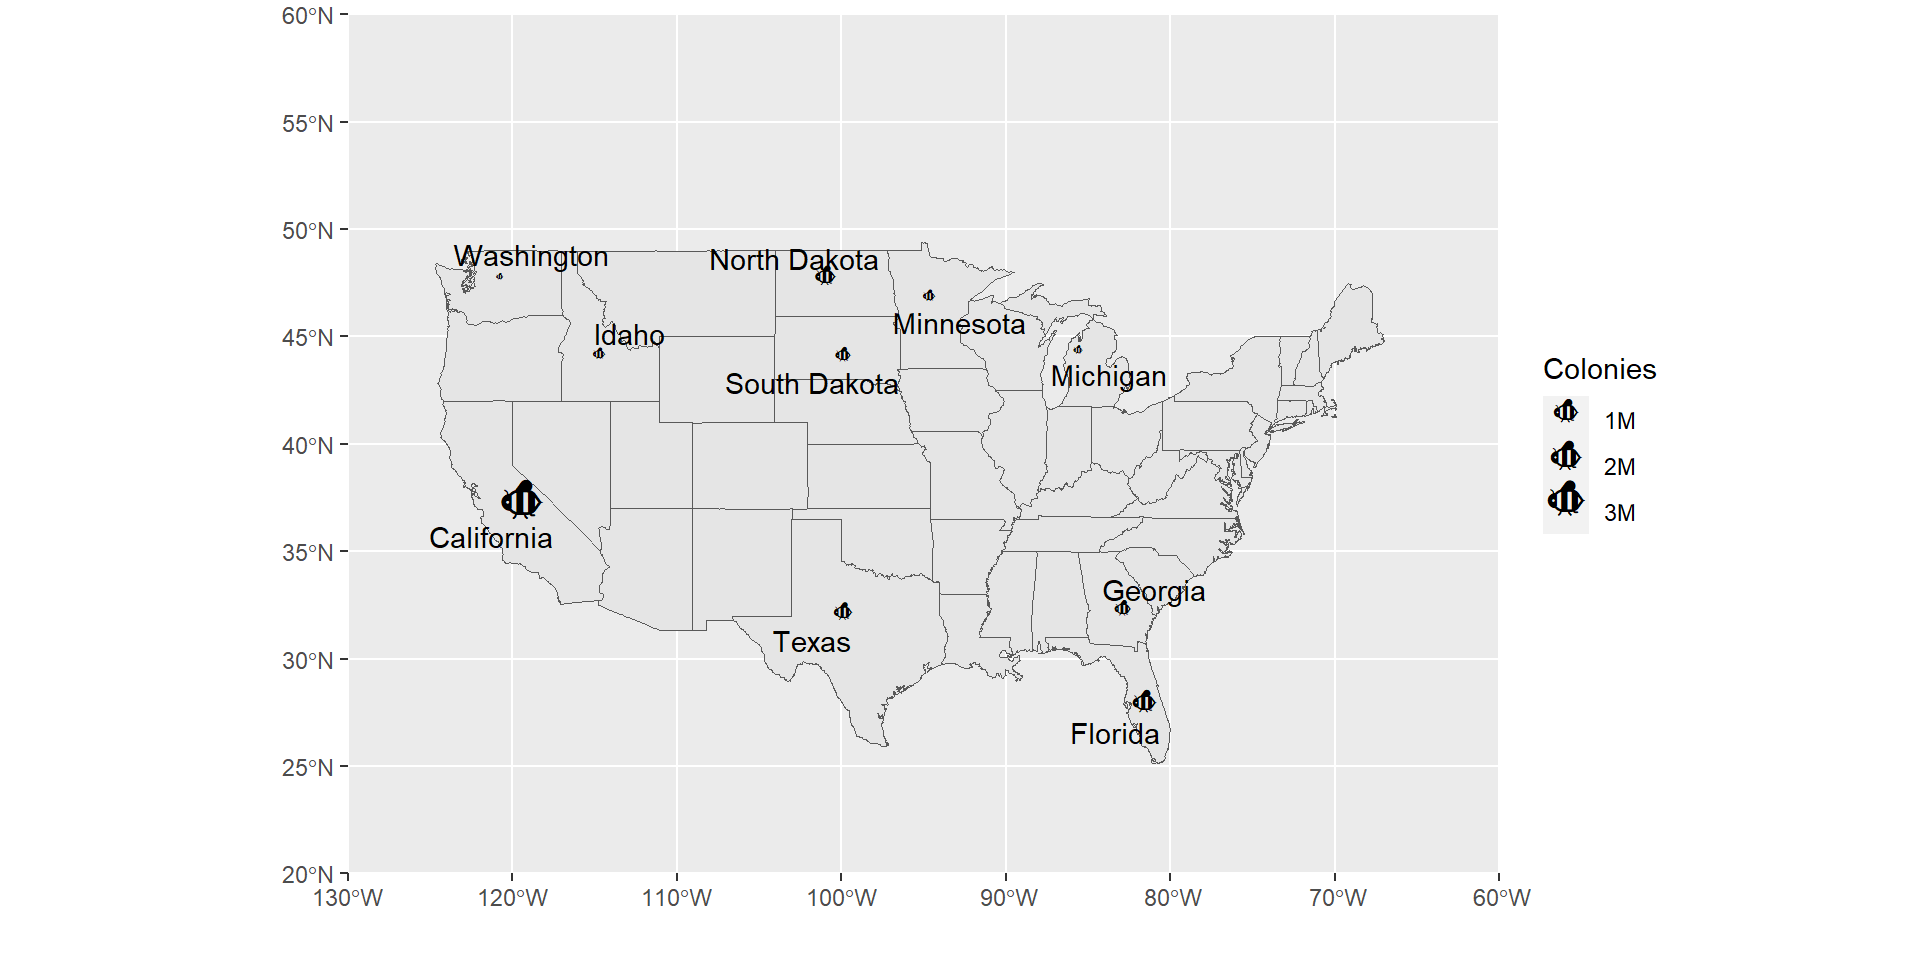 60°N
55°N
50°N
45°N
40°N
35°N
30°N
25°N
20°N
Washington
North Dakota
Minnesota
Idaho
South Dakota
Michigan
California
Georgia
Texas
Florida
130°W 120°W 110°W 100°W 90°W 80°W 70°W 60°W
Colonies
1M
2M
3M